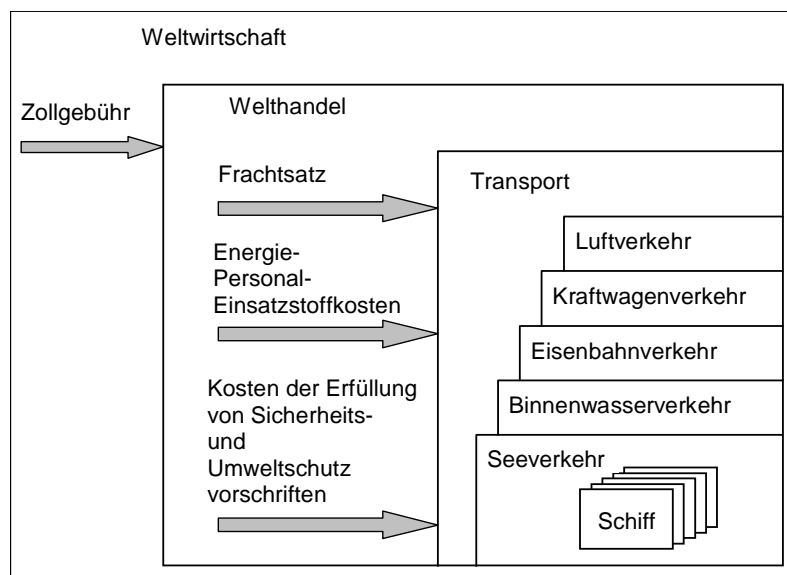 Weltwirtschaft
Zollgebühr
Welthandel
Frachtsatz
Transport
Energie-
Personal-
Einsatzstoffkosten
Kosten der Erfüllung
von Sicherheits-
und
Umweltschutz
vorschriften
Luftverkehr
Kraftwagenverkehr
Eisenbahnverkehr
Binnenwasserverkehr
Seeverkehr
Schiff